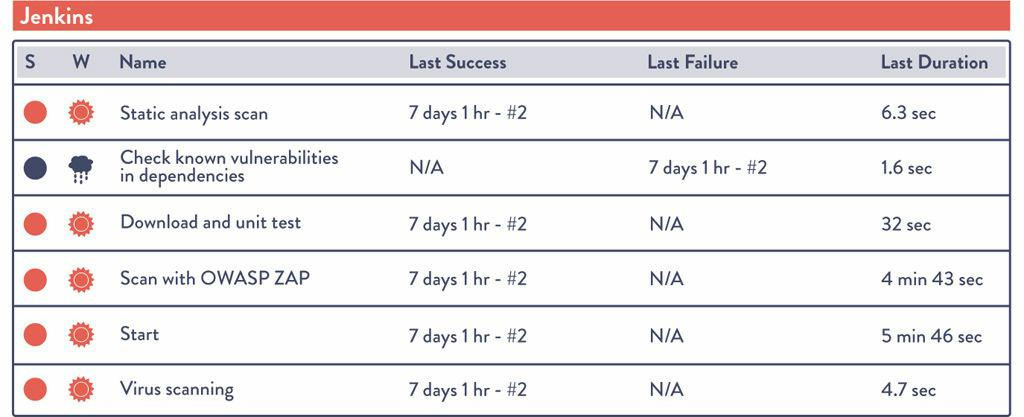 Jenkins
S W Name Last Success Last Failure Last Duration
Static analysis scan 7 days 1 hr - #2 N/A 6.3 sec
Check known vulnerabilities
in dependencies N/A 7 days 1 hr - #2 1.6 sec
Download and unit test 7 days 1 hr - #2 N/A 32 sec
Scan with OWASP ZAP 7 days 1 hr - #2 N/A 4 min 43 sec
Start 7 days 1 hr - #2 N/A 5 min 46 sec
Virus scanning 7 days 1 hr - #2 N/A 4.7 sec